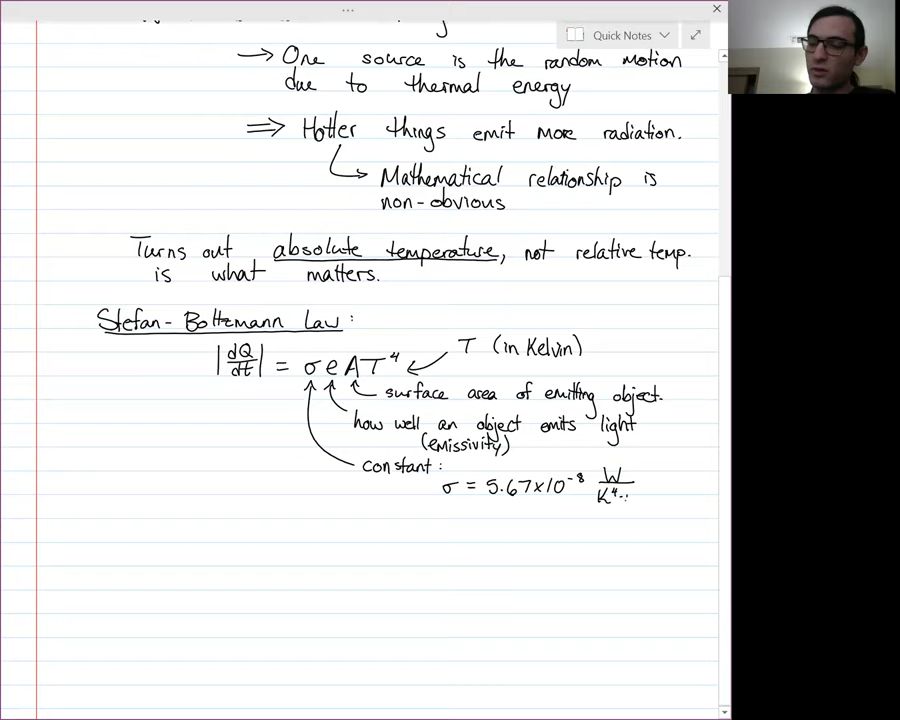 Quick Notes
→ One source is the random motion
due to thermal energy
⇒ Hotter things emit more radiation.
↳ Mathematical relationship is
non-obvious
Turns out absolute temperature, not relative temp.
is what matters.
Stefan-Boltzmann Law:
|dQ/dt| = σeAT⁴ ← T (in Kelvin)
surface area of emitting object.
how well an object emits light
(emissivity)
constant:
σ = 5.67×10⁻⁸ W/K⁴·